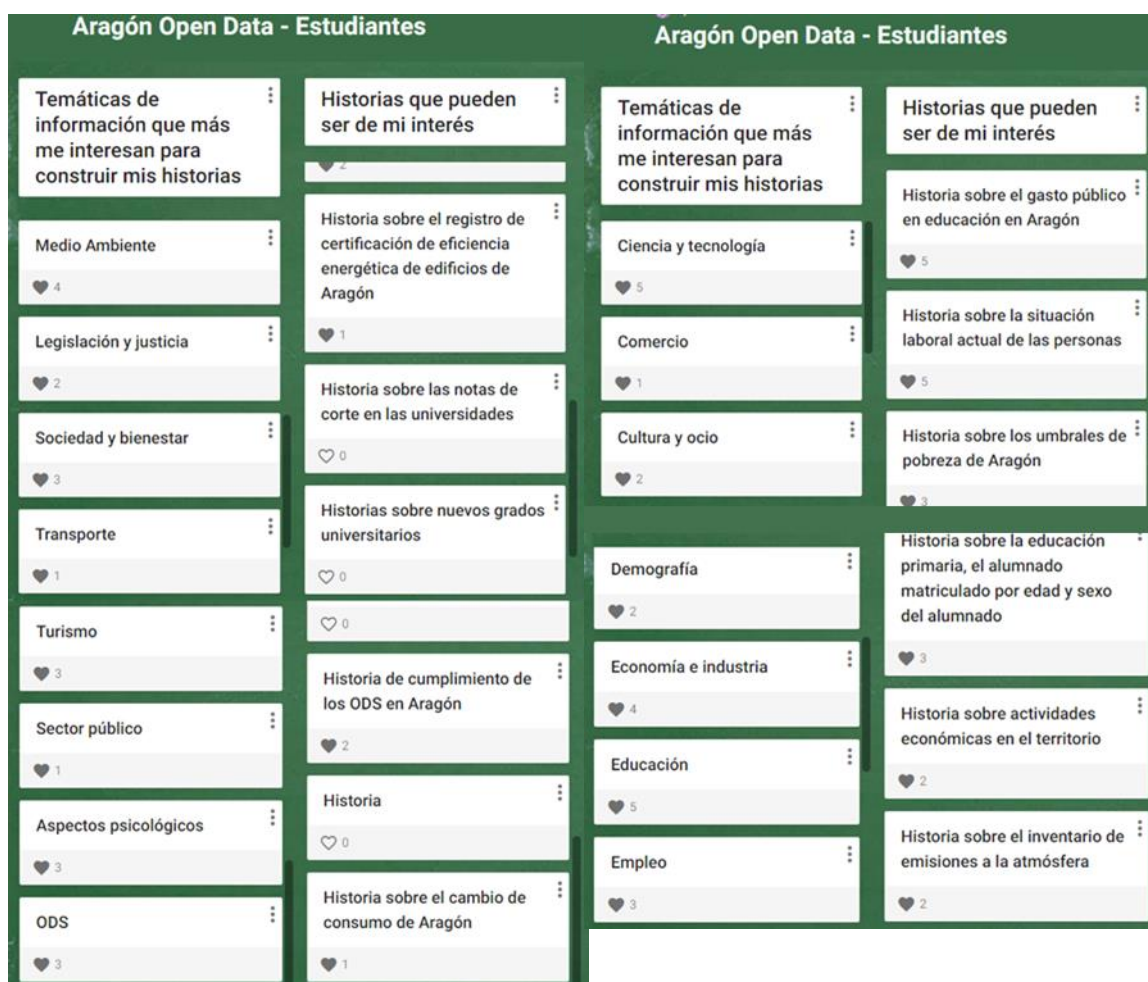 Aragón Open Data - Estudiantes
Temáticas de
información que más
me interesan para
construir mis historias
Medio Ambiente
4
Legislación y justicia
2
Sociedad y bienestar
3
Transporte
1
Turismo
3
Sector público
1
Aspectos psicológicos
3
ODS
3
Historias que pueden
ser de mi interés
2
Historia sobre el registro de
certificación de eficiencia
energética de edificios de
Aragón
1
Historia sobre las notas de
corte en las universidades
0
Historias sobre nuevos grados
universitarios
0
0
Historia de cumplimiento de
los ODS en Aragón
2
Historia
0
Historia sobre el cambio de
consumo de Aragón
1
Aragón Open Data - Estudiantes
Temáticas de
información que más
me interesan para
construir mis historias
Ciencia y tecnología
5
Comercio
1
Cultura y ocio
2
Demografía
2
Economía e industria
4
Educación
5
Empleo
3
Historias que pueden
ser de mi interés
Historia sobre el gasto público
en educación en Aragón
5
Historia sobre la situación
laboral actual de las personas
5
Historia sobre los umbrales de
pobreza de Aragón
3
Historia sobre la educación
primaria, el alumnado
matriculado por edad y sexo
del alumnado
3
Historia sobre actividades
económicas en el territorio
2
Historia sobre el inventario de
emisiones a la atmósfera
2